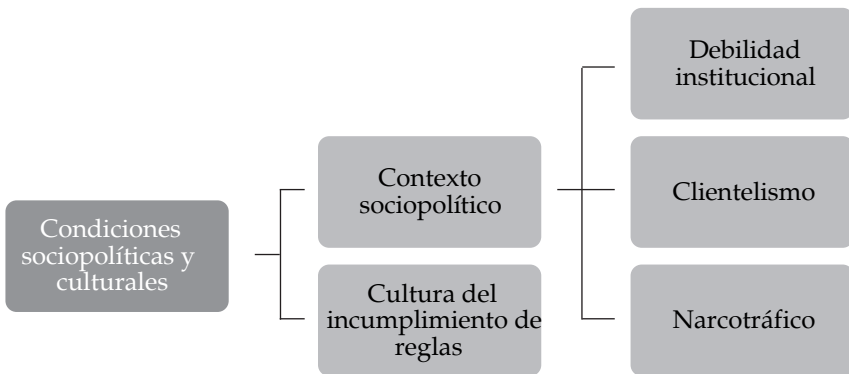 Condiciones
sociopolíticas y
culturales
Contexto
sociopolítico
Cultura del
incumplimiento de
reglas
Debilidad
institucional
Clientelismo
Narcotráfico